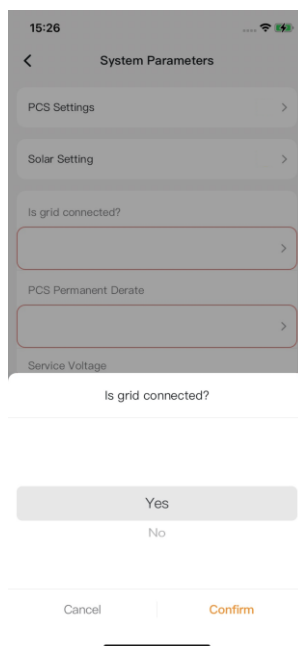 15:26
System Parameters
PCS Settings
Solar Setting
Is grid connected?
PCS Permanent Derate
Service Voltage
Is grid connected?
Yes
No
Cancel
Confirm